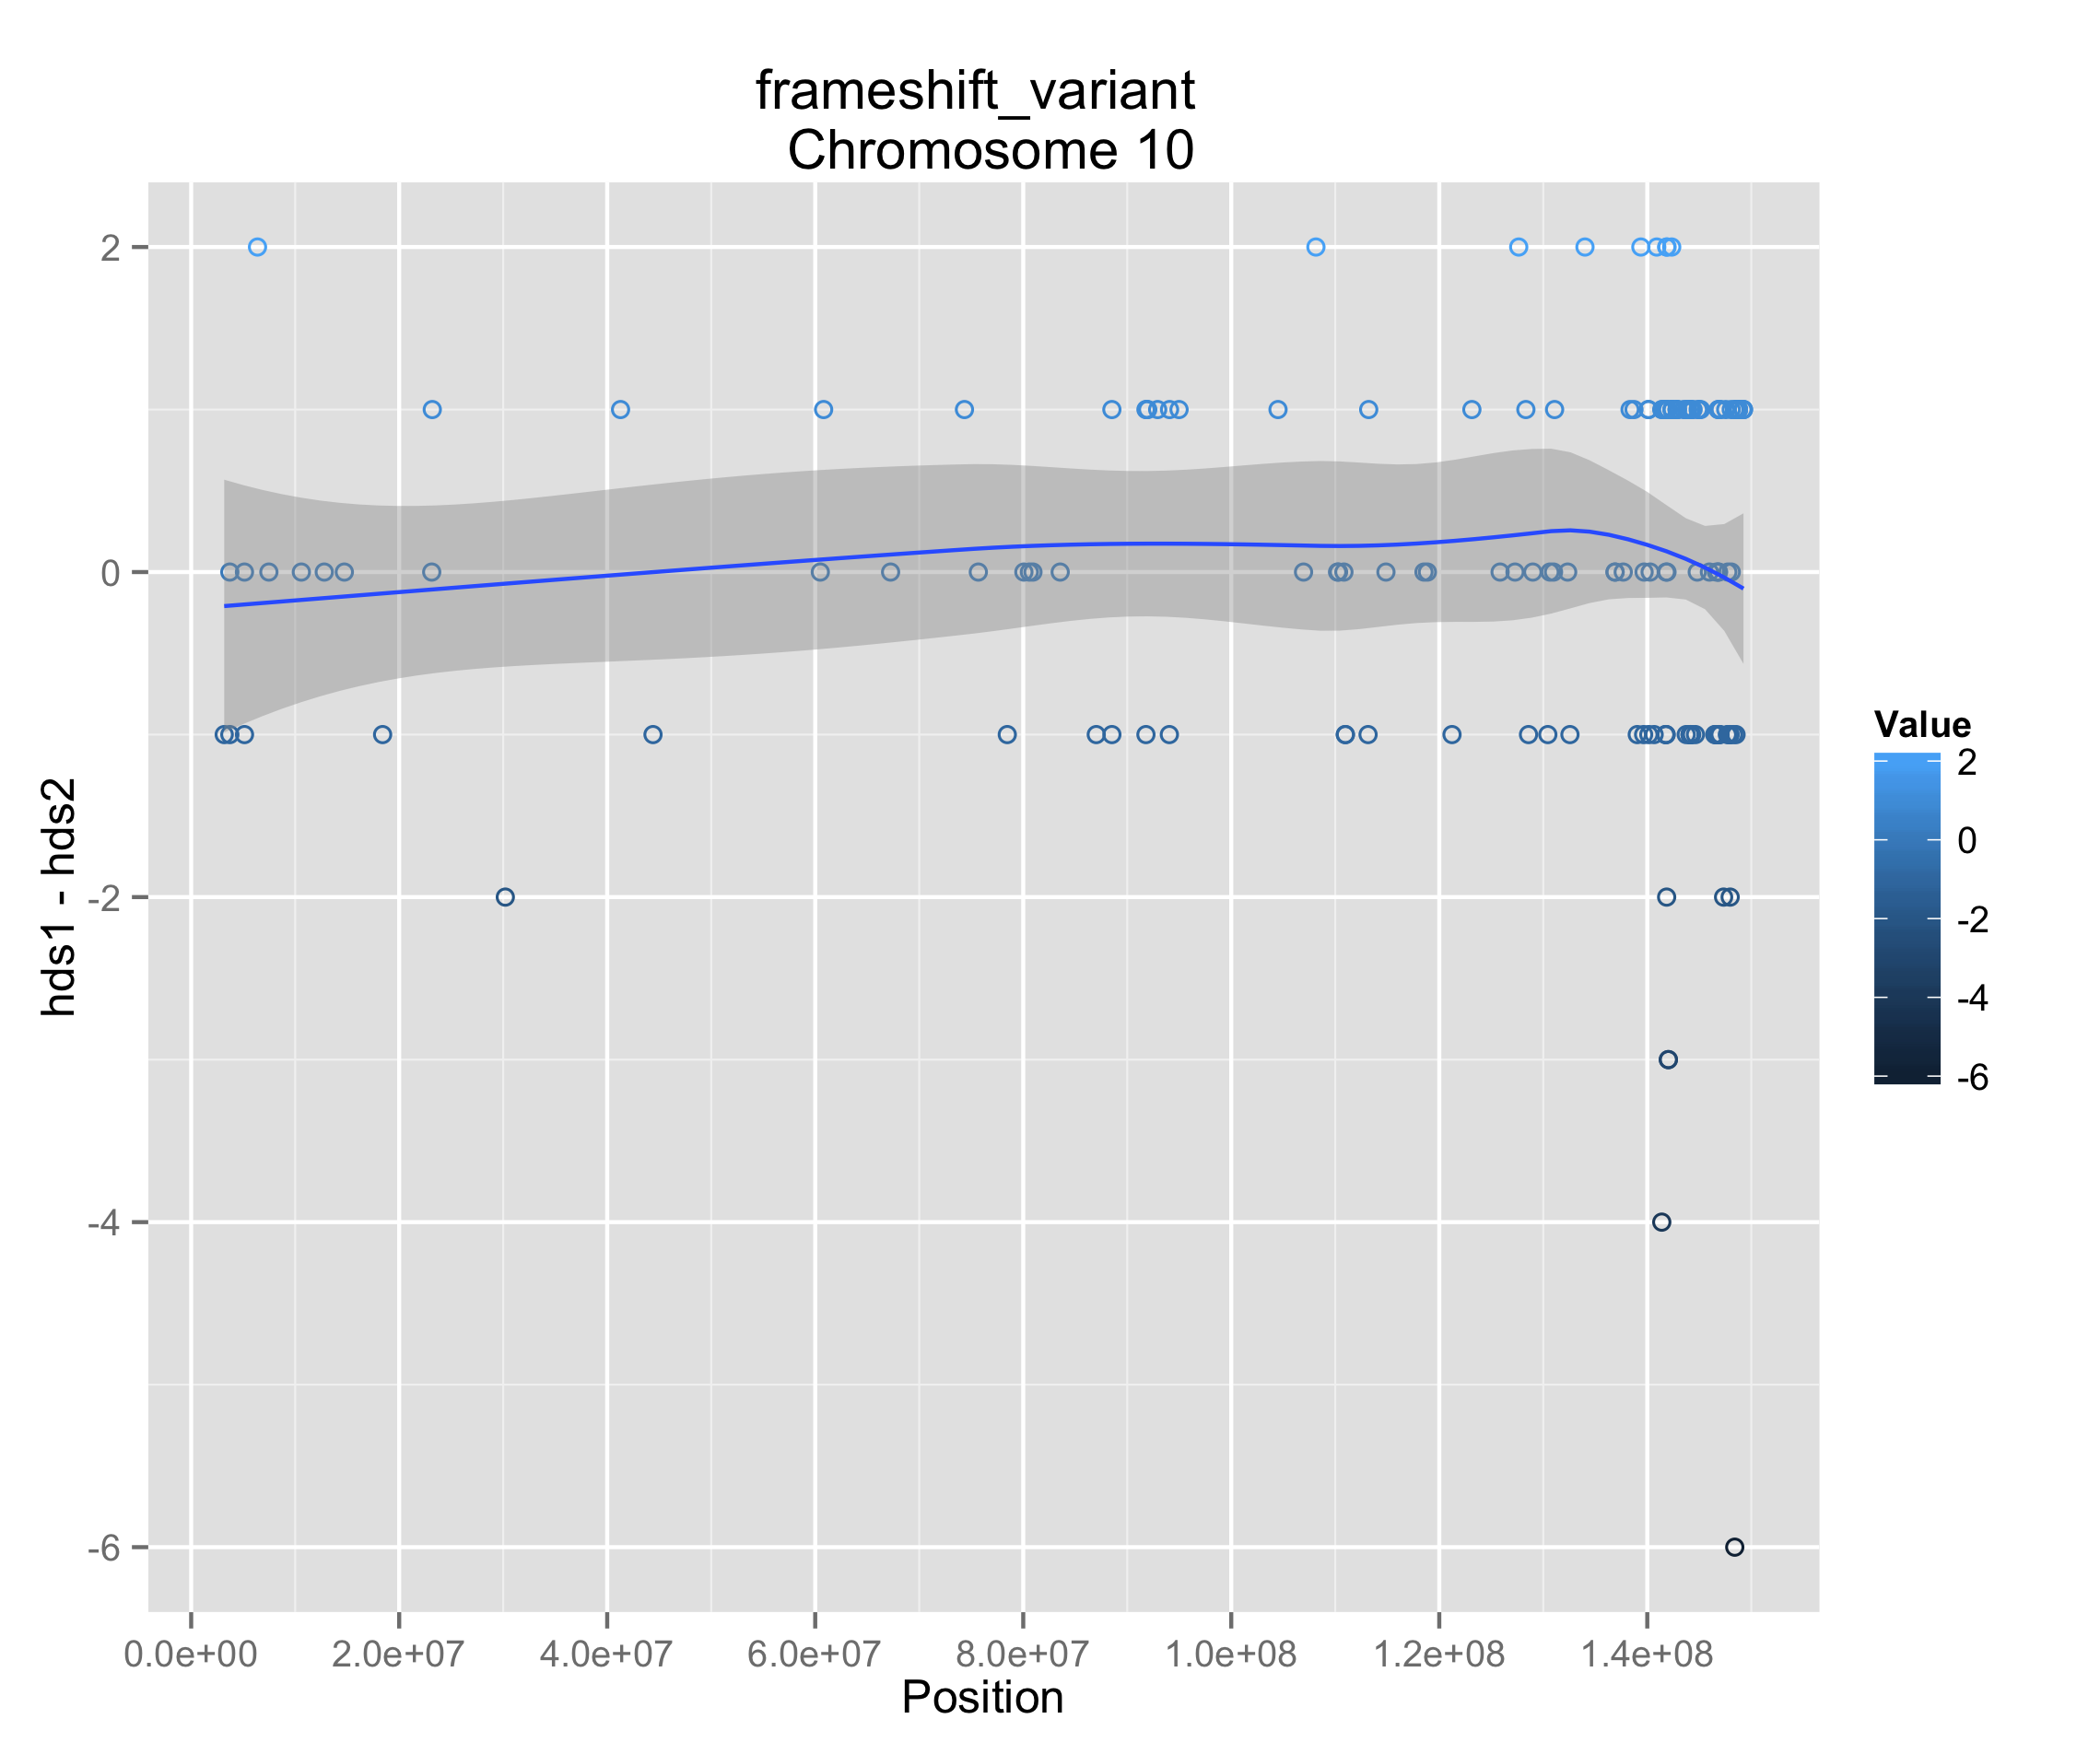 frameshift_variant
Chromosome 10
hds1 - hds2
2
0
-2
-4
-6
0.0e+00 2.0e+07 4.0e+07 6.0e+07 8.0e+07 1.0e+08 1.2e+08 1.4e+08
Position
Value
2
0
-2
-4
-6